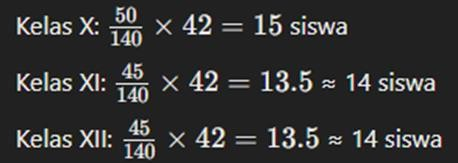 Kelas X: 50/140 × 42 = 15 siswa
Kelas XI: 45/140 × 42 = 13.5 ≈ 14 siswa
Kelas XII: 45/140 × 42 = 13.5 ≈ 14 siswa